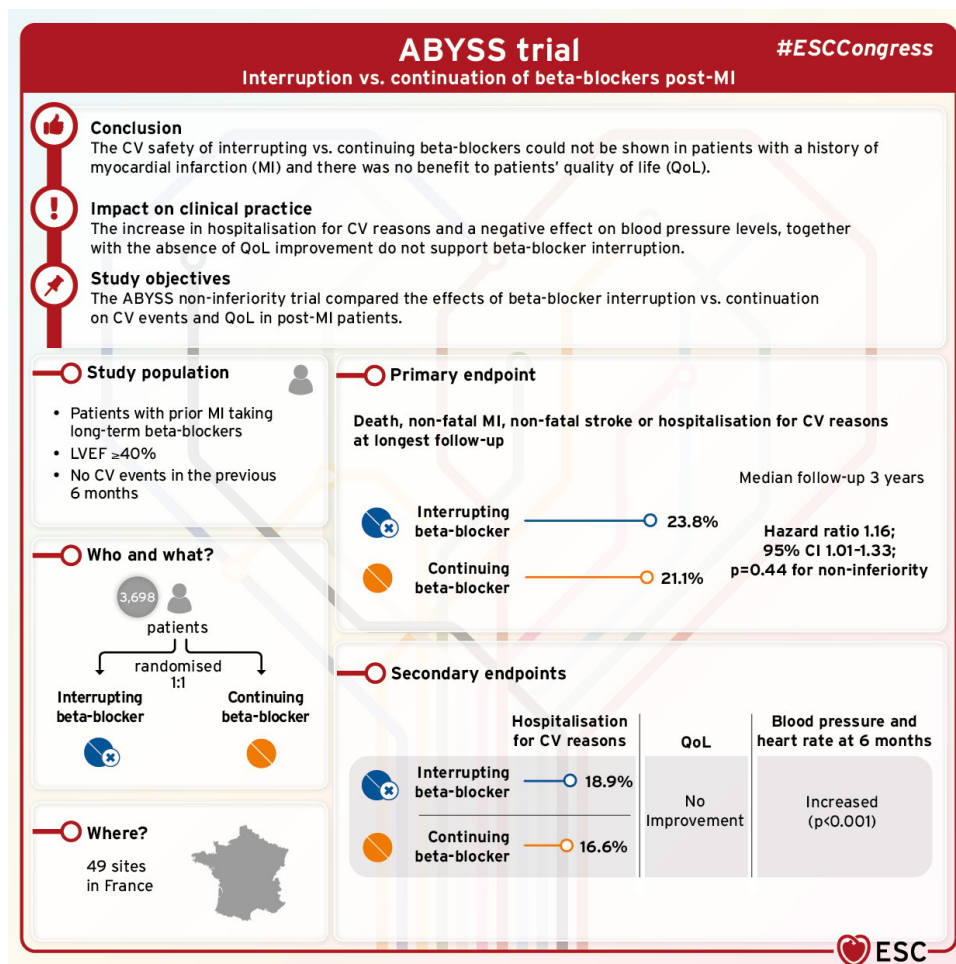 ABYSS trial
#ESCCongress
Interruption vs. continuation of beta-blockers post-MI
Conclusion
The CV safety of interrupting vs. continuing beta-blockers could not be shown in patients with a history of
myocardial infarction (MI) and there was no benefit to patients' quality of life (QoL).
Impact on clinical practice
The increase in hospitalisation for CV reasons and a negative effect on blood pressure levels, together
with the absence of QoL improvement do not support beta-blocker interruption.
Study objectives
The ABYSS non-inferiority trial compared the effects of beta-blocker interruption vs. continuation
on CV events and QoL in post-MI patients.
Study population
• Patients with prior MI taking
long-term beta-blockers
• LVEF ≥40%
• No CV events in the previous
6 months
Who and what?
3,698
patients
randomised
1:1
Interrupting
beta-blocker
Continuing
beta-blocker
Where?
49 sites
in France
Primary endpoint
Death, non-fatal MI, non-fatal stroke or hospitalisation for CV reasons
at longest follow-up
Median follow-up 3 years
Interrupting
beta-blocker
23.8%
Continuing
beta-blocker
21.1%
Hazard ratio 1.16;
95% CI 1.01–1.33;
p=0.44 for non-inferiority
Secondary endpoints
Hospitalisation
for CV reasons
QoL
Blood pressure and
heart rate at 6 months
Interrupting
beta-blocker
18.9%
Continuing
beta-blocker
16.6%
No
Improvement
Increased
(p<0.001)
ESC